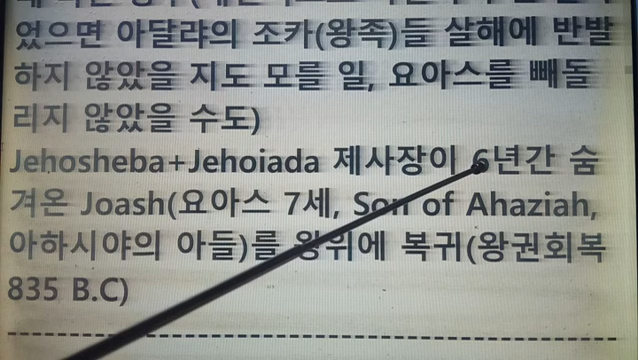 었으면 아달랴의 조카(왕족)들 살해에 반발
하지 않았을 지도 모를 일, 요아스를 빼돌
리지 않았을 수도)
Jehosheba+Jehoiada 제사장이 6년간 숨
겨온 Joash(요아스 7세, Son of Ahaziah,
아하시야의 아들)를 왕위에 복귀(왕권회복
835 B.C)